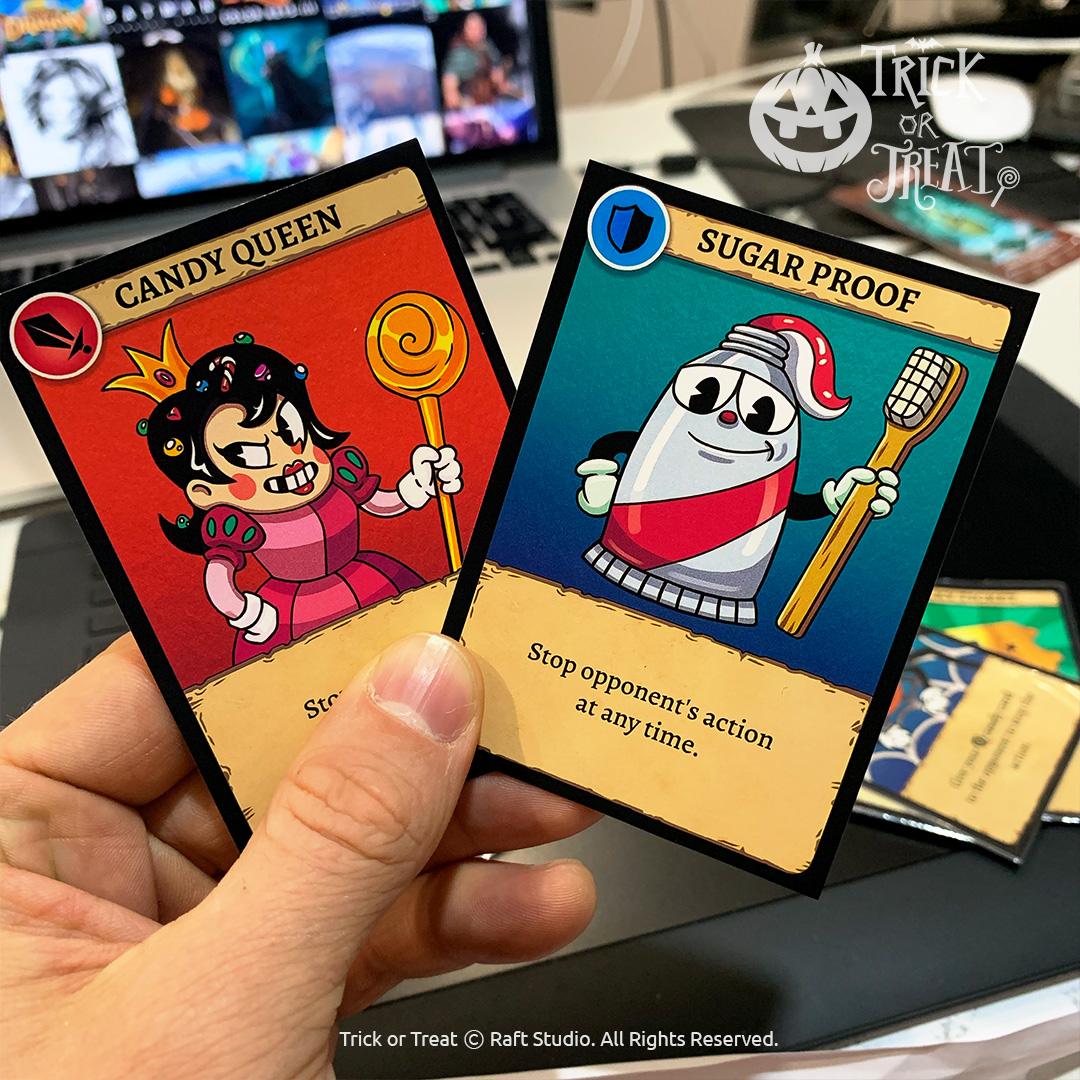 BATMAN
TRICK
OR
TREAT
CANDY QUEEN
SUGAR PROOF
Stop opponent's action
at any time.
Trick or Treat © Raft Studio. All Rights Reserved.